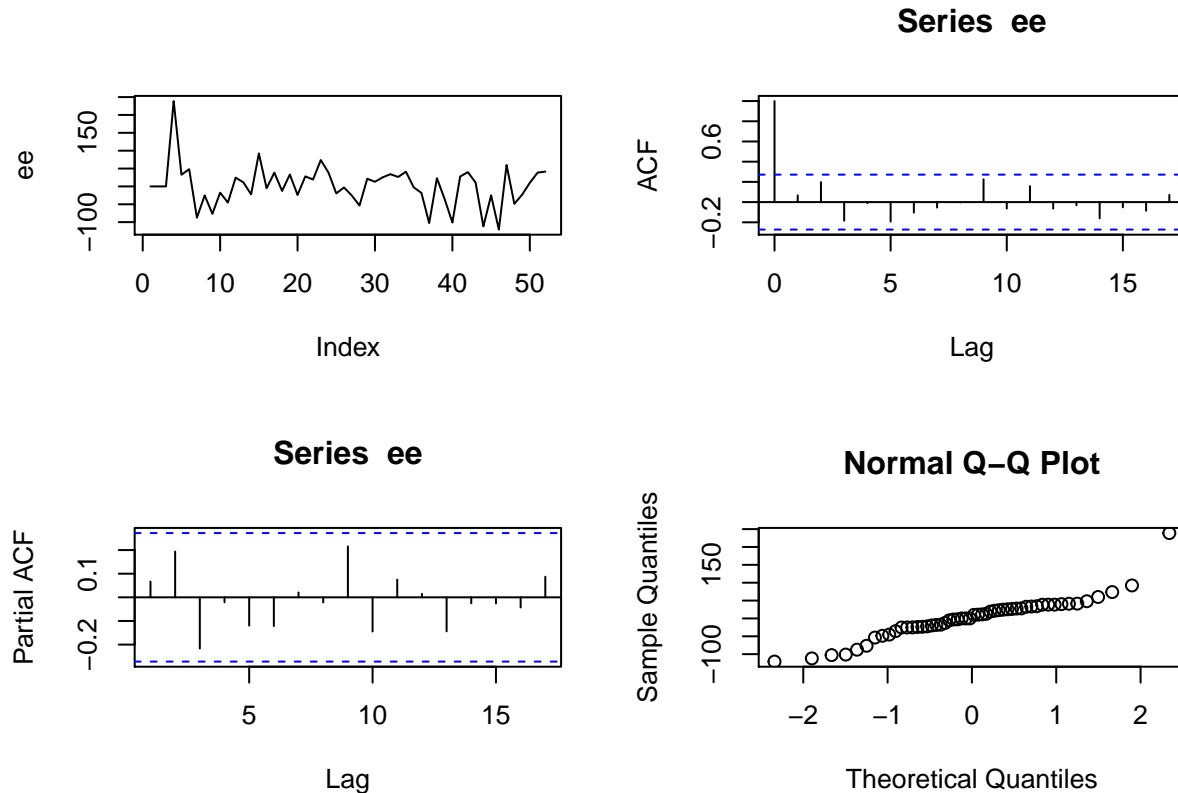 ee
−100 150
0 10 20 30 40 50
Index
Series ee
ACF
−0.2 0.6
0 5 10 15
Lag
Series ee
Partial ACF
−0.2 0.1
5 10 15
Lag
Normal Q−Q Plot
Sample Quantiles
−100 150
−2 −1 0 1 2
Theoretical Quantiles